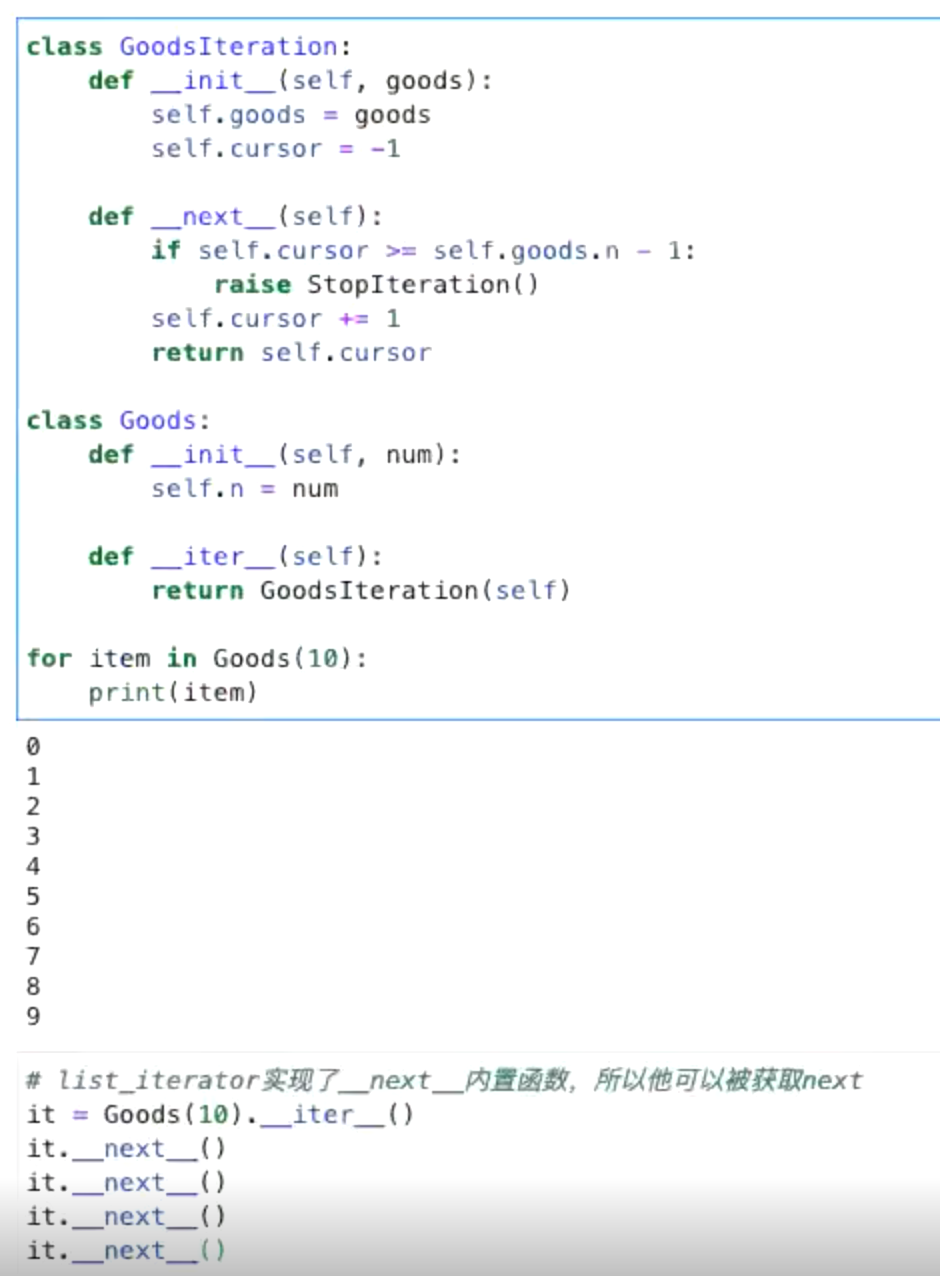 class GoodsIteration:
    def __init__(self, goods):
        self.goods = goods
        self.cursor = -1

    def __next__(self):
        if self.cursor >= self.goods.n - 1:
            raise StopIteration()
        self.cursor += 1
        return self.cursor

class Goods:
    def __init__(self, num):
        self.n = num

    def __iter__(self):
        return GoodsIteration(self)

for item in Goods(10):
    print(item)
0
1
2
3
4
5
6
7
8
9
# list_iterator实现了__next__内置函数，所以他可以被获取next
it = Goods(10).__iter__()
it.__next__()
it.__next__()
it.__next__()
it.__next__()